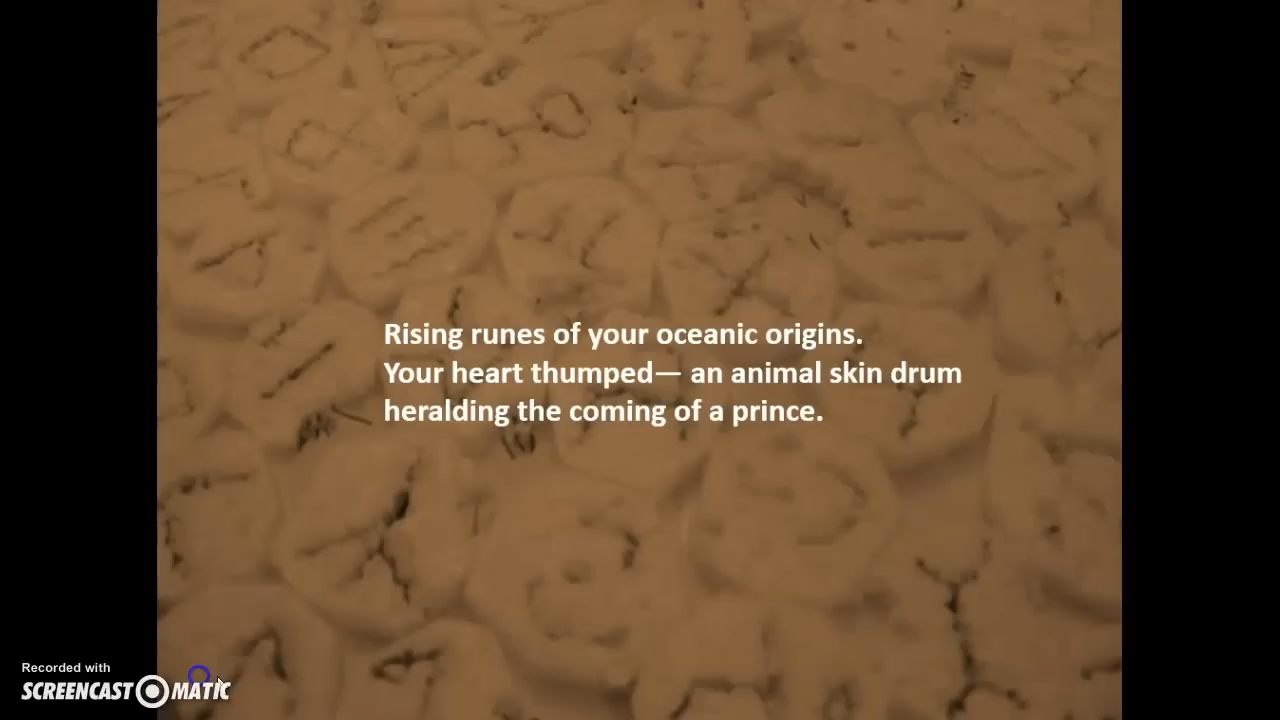 Rising runes of your oceanic origins.
Your heart thumped— an animal skin drum
heralding the coming of a prince.
Recorded with
SCREENCAST O MATIC